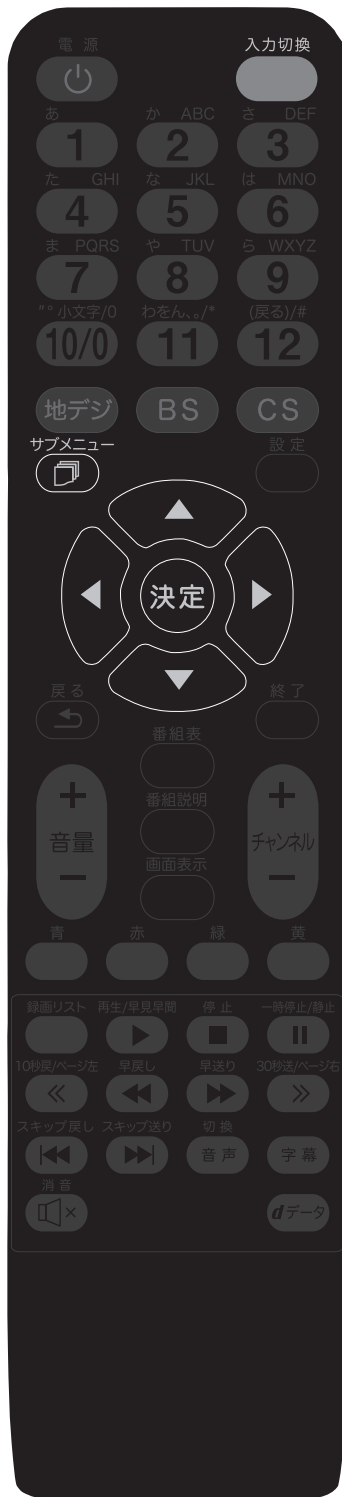 電源 入力切換
あ か ABC さ DEF
1 2 3
た GHI な JKL は MNO
4 5 6
ま PQRS や TUV ら WXYZ
7 8 9
"°小文字/0 わをん、。/* (戻る)/#
10/0 11 12
地デジ BS CS
サブメニュー 設定
決定
戻る 終了
番組表
+ 番組説明 +
音量 チャンネル
− 画面表示 −
青 赤 緑 黄
録画リスト 再生/早見早聞 停止 一時停止/静止
10秒戻/ページ左 早戻し 早送り 30秒送/ページ右
スキップ戻し スキップ送り 切換
音声 字幕
消音
dデータ